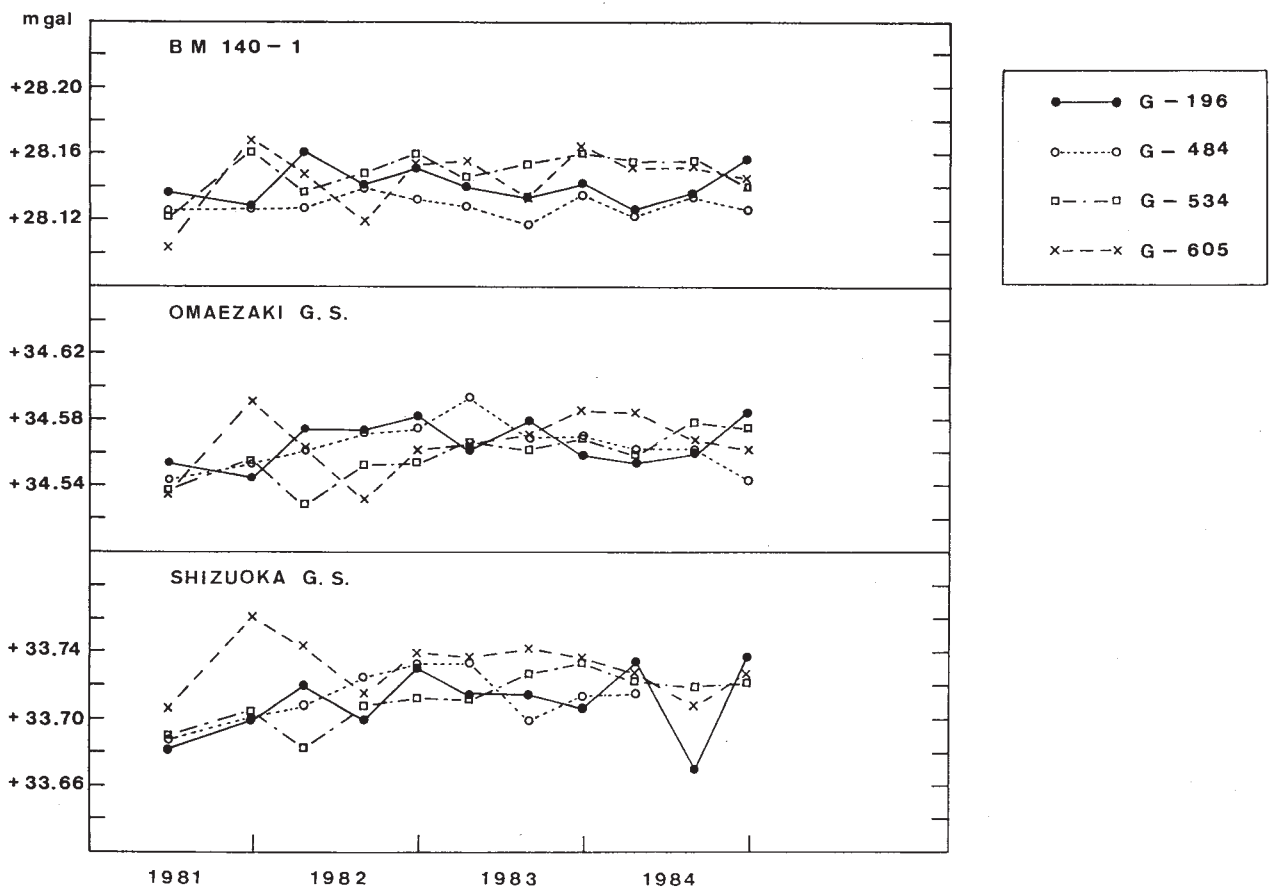 m gal
BM 140-1
+28.20
+28.16
+28.12
G-196
G-484
G-534
G-605
OMAEZAKI G.S.
+34.62
+34.58
+34.54
SHIZUOKA G.S.
+33.74
+33.70
+33.66
1981 1982 1983 1984